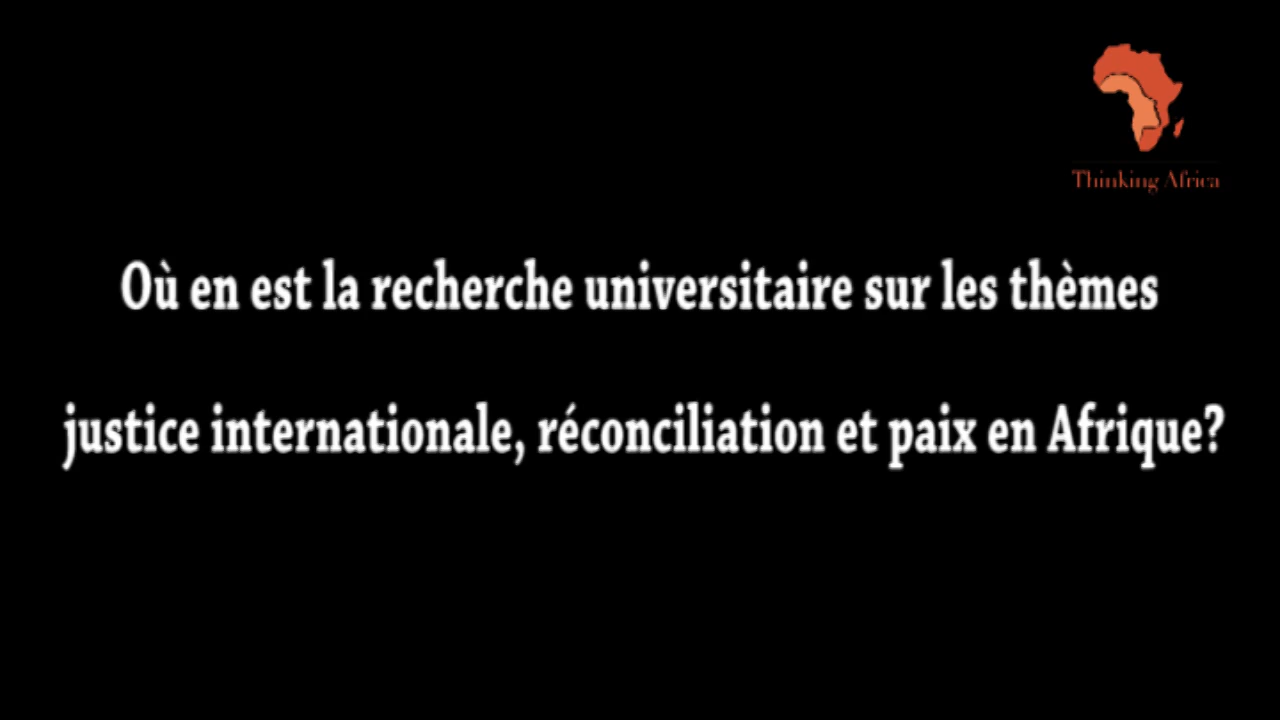 Thinking Africa
Où en est la recherche universitaire sur les thèmes
justice internationale, réconciliation et paix en Afrique?